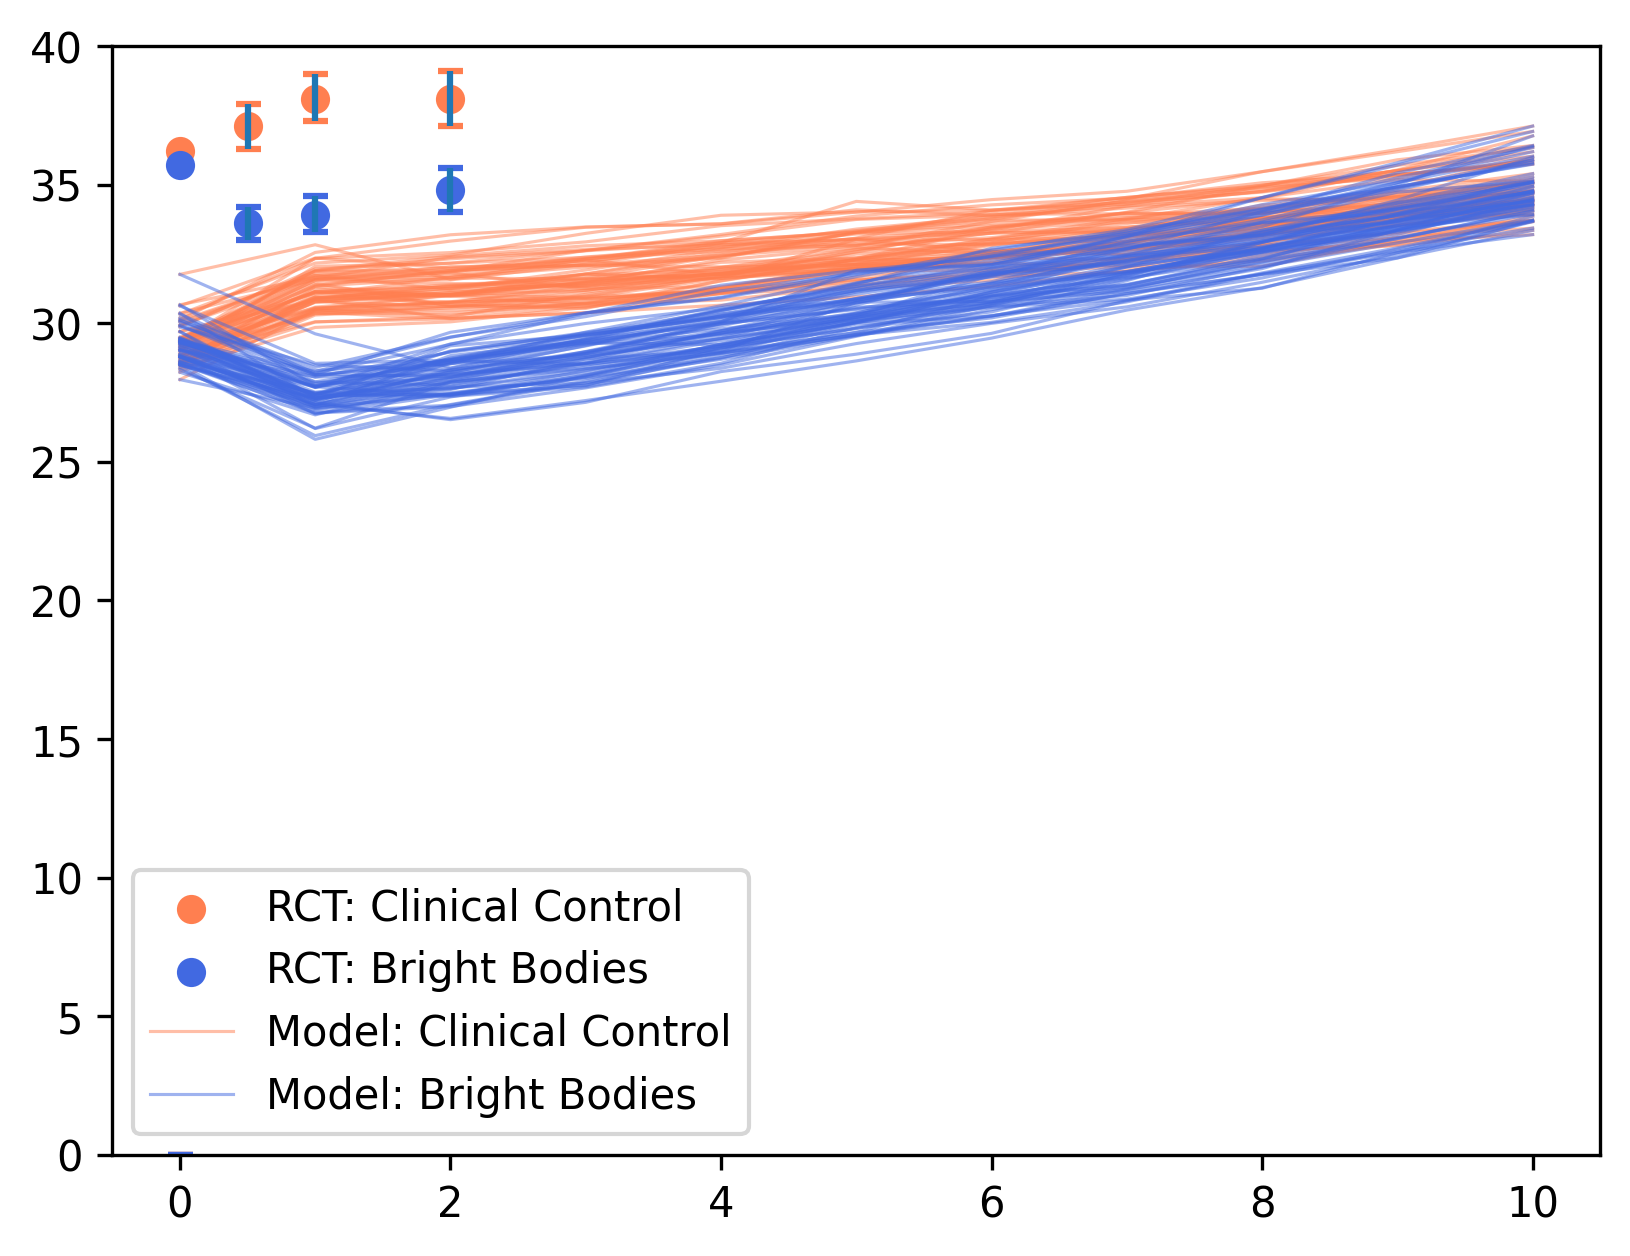 40
35
30
25
20
15
10
5
0
RCT: Clinical Control
RCT: Bright Bodies
Model: Clinical Control
Model: Bright Bodies
0 2 4 6 8 10